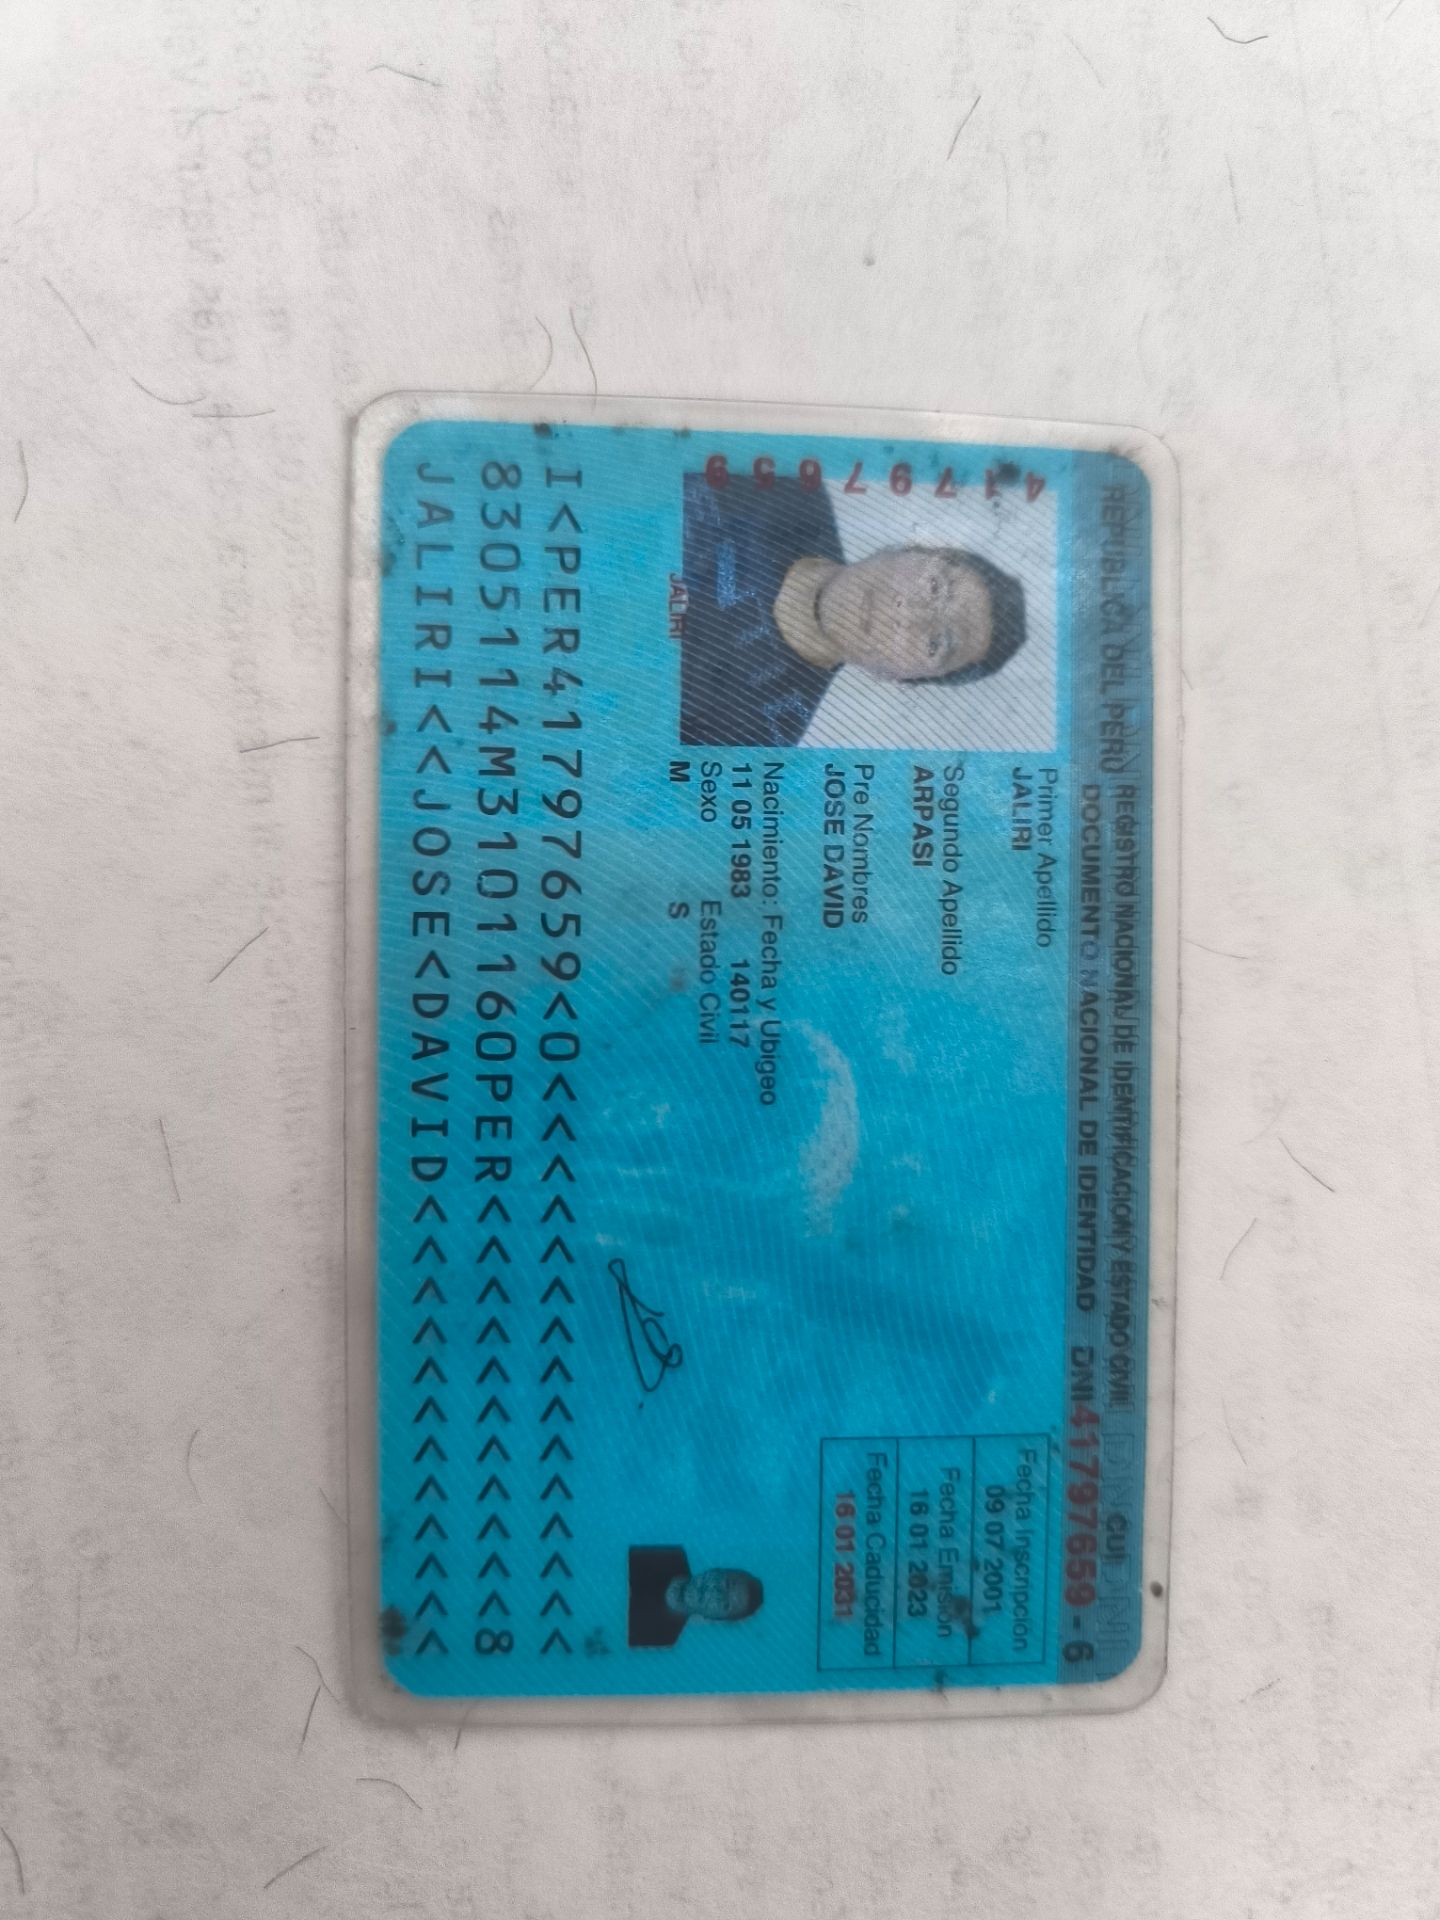 REPUBLICA DEL PERÚ REGISTRO NACIONAL DE IDENTIFICACION Y ESTADO CIVIL CUI
DOCUMENTO NACIONAL DE IDENTIDAD DNI 41797659 - 6
41797659
Primer Apellido
JALIRI
Segundo Apellido
ARPASI
Pre Nombres
JOSE DAVID
Nacimiento: Fecha y Ubigeo
11 05 1983 140117
Sexo Estado Civil
M S
Fecha Inscripción
09 07 2001
Fecha Emisión
16 01 2023
Fecha Caducidad
16 01 2031
JALIRI
I<PER41797659<0<<<<<<<<<<<<<<<
8305114M3101160PER<<<<<<<<<<<8
JALIRI<<JOSE<DAVID<<<<<<<<<<<<